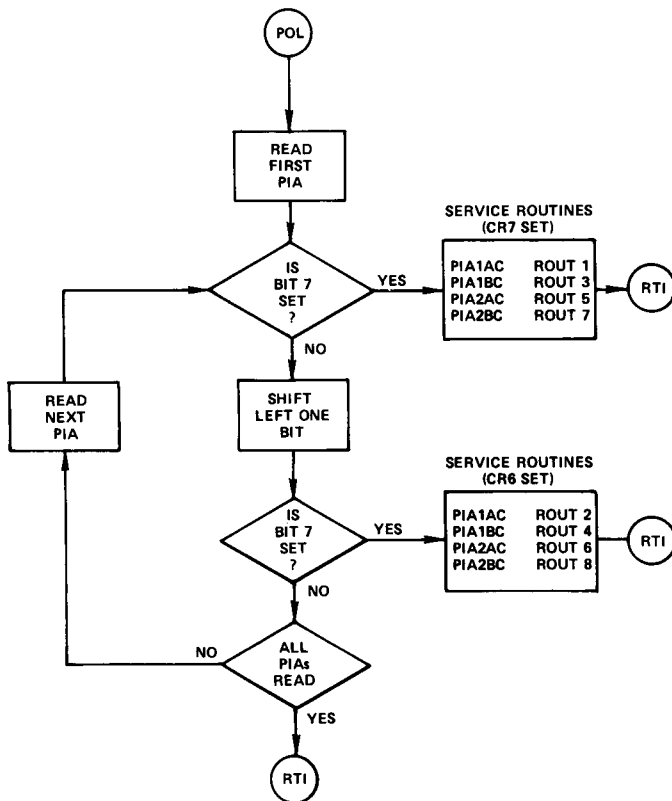 POL
READ
FIRST
PIA
SERVICE ROUTINES
(CR7 SET)
IS
BIT 7
SET
?
YES
PIA1AC ROUT 1
PIA1BC ROUT 3
PIA2AC ROUT 5
PIA2BC ROUT 7
RTI
NO
READ
NEXT
PIA
SHIFT
LEFT ONE
BIT
SERVICE ROUTINES
(CR6 SET)
IS
BIT 7
SET
?
YES
PIA1AC ROUT 2
PIA1BC ROUT 4
PIA2AC ROUT 6
PIA2BC ROUT 8
RTI
NO
ALL
PIAs
READ
NO
YES
RTI